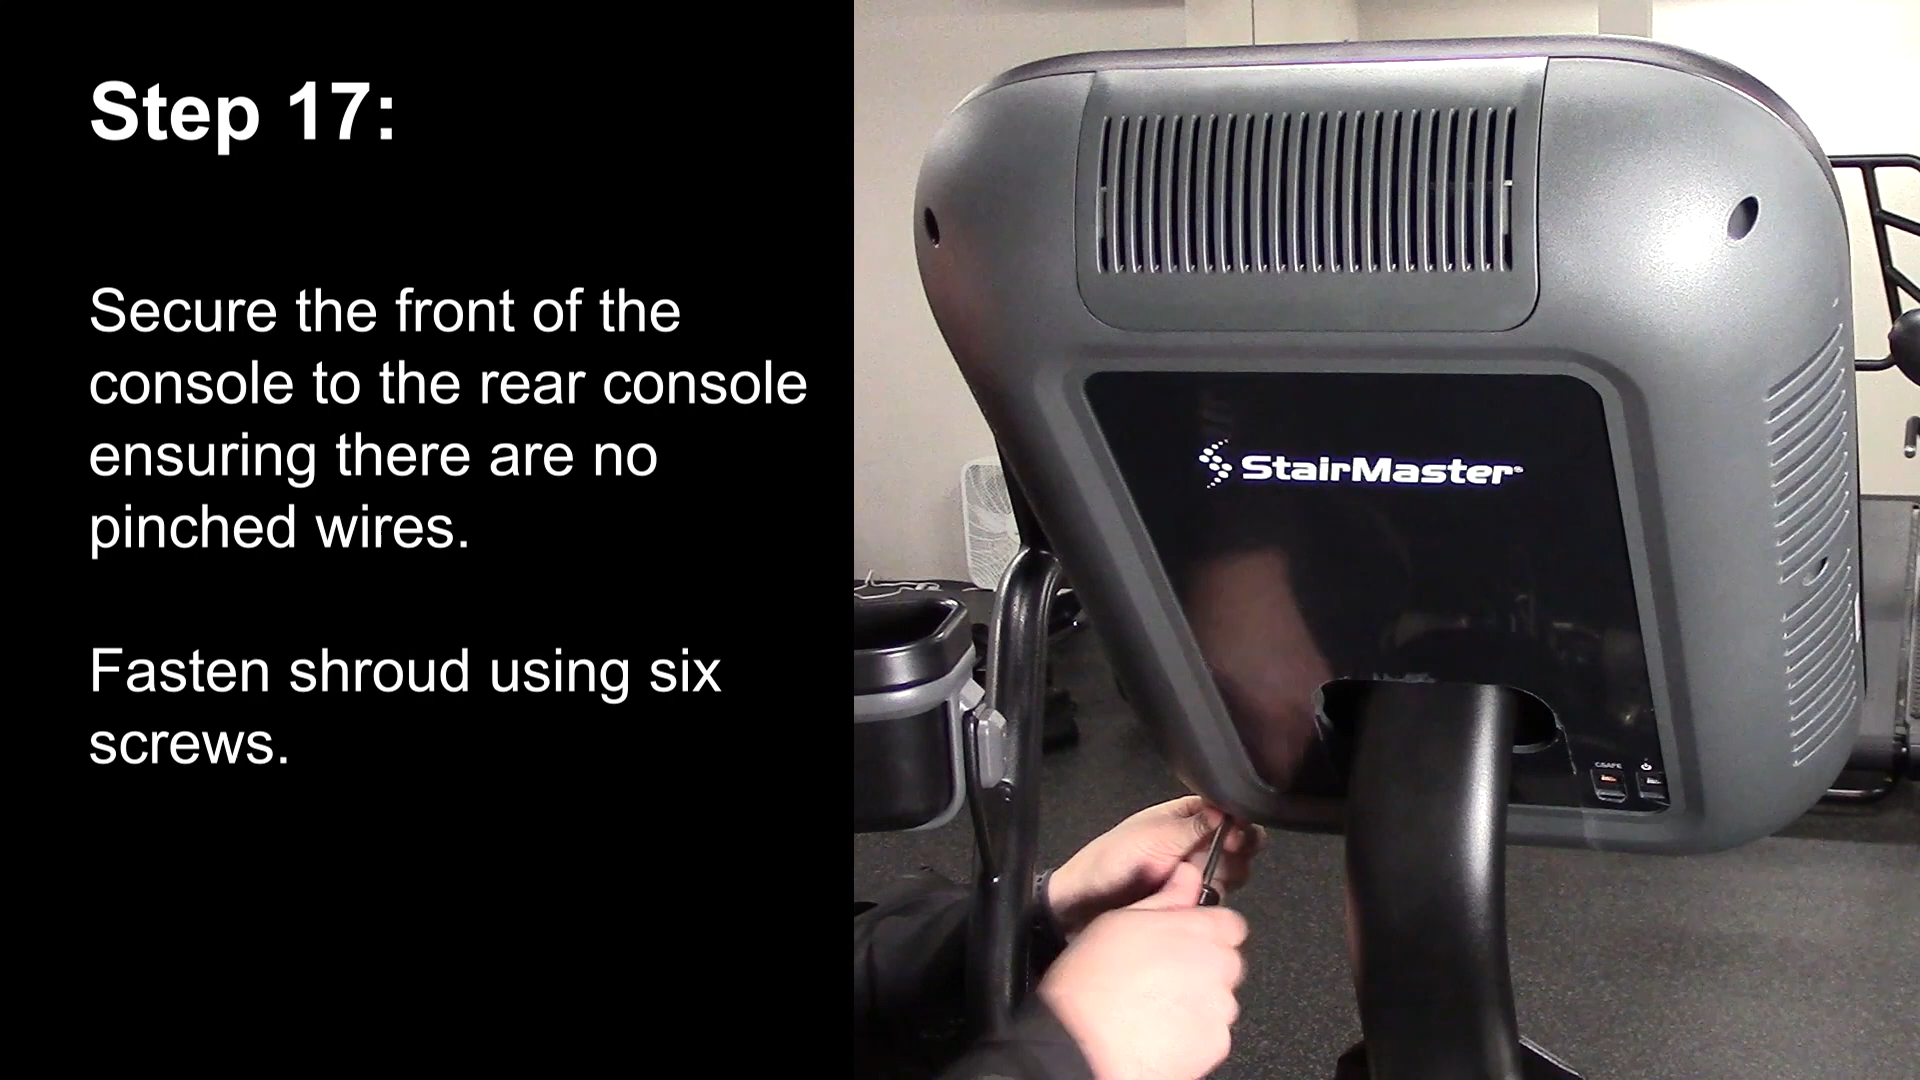 Step 17:
Secure the front of the
console to the rear console
ensuring there are no
pinched wires.
Fasten shroud using six
screws.
StairMaster
CSAFE